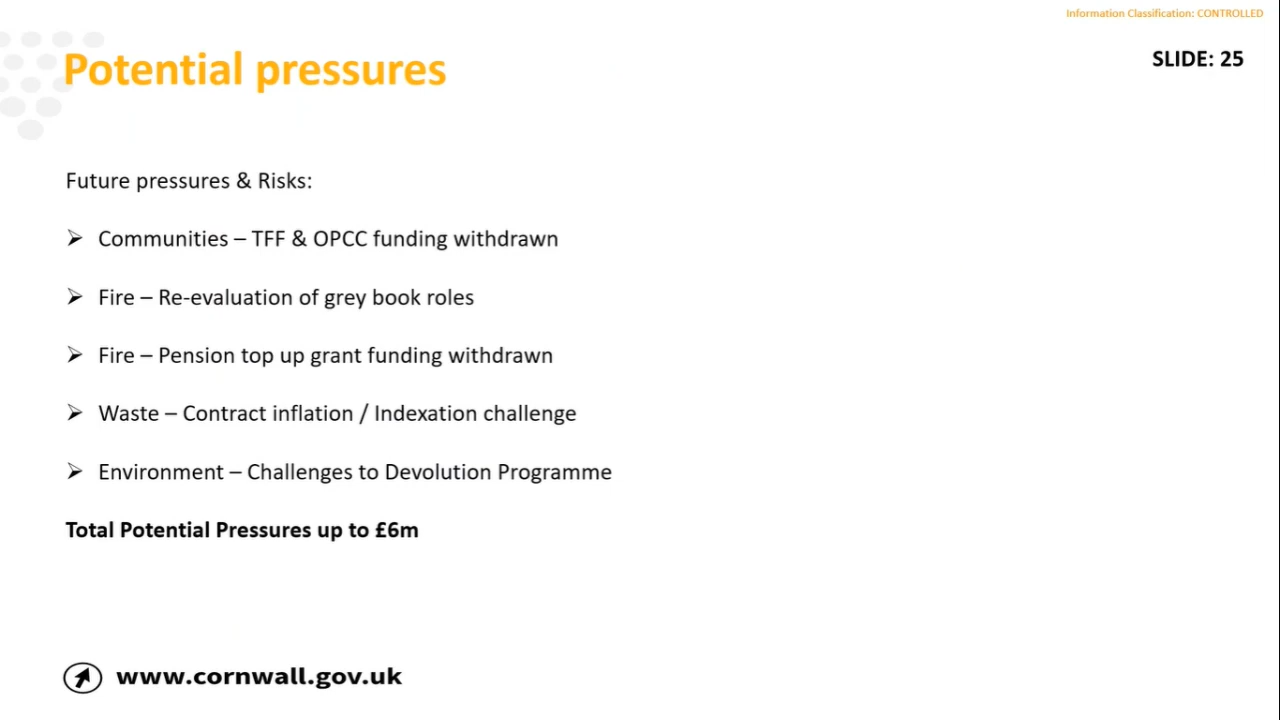 Information Classification: CONTROLLED
Potential pressures
SLIDE: 25
Future pressures & Risks:
➢ Communities – TFF & OPCC funding withdrawn
➢ Fire – Re-evaluation of grey book roles
➢ Fire – Pension top up grant funding withdrawn
➢ Waste – Contract inflation / Indexation challenge
➢ Environment – Challenges to Devolution Programme
Total Potential Pressures up to £6m
www.cornwall.gov.uk